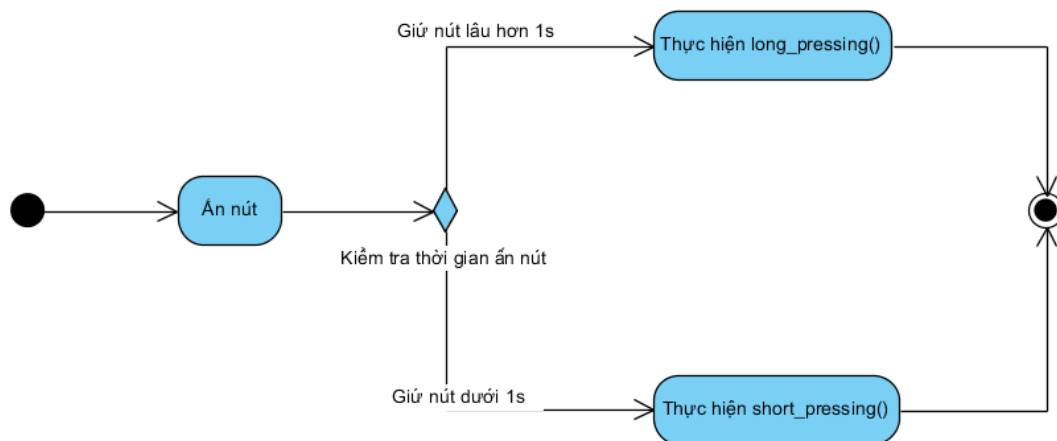 Giứ nút lâu hơn 1s
Thực hiện long_pressing()
Ấn nút
Kiểm tra thời gian ấn nút
Giứ nút dưới 1s
Thực hiện short_pressing()